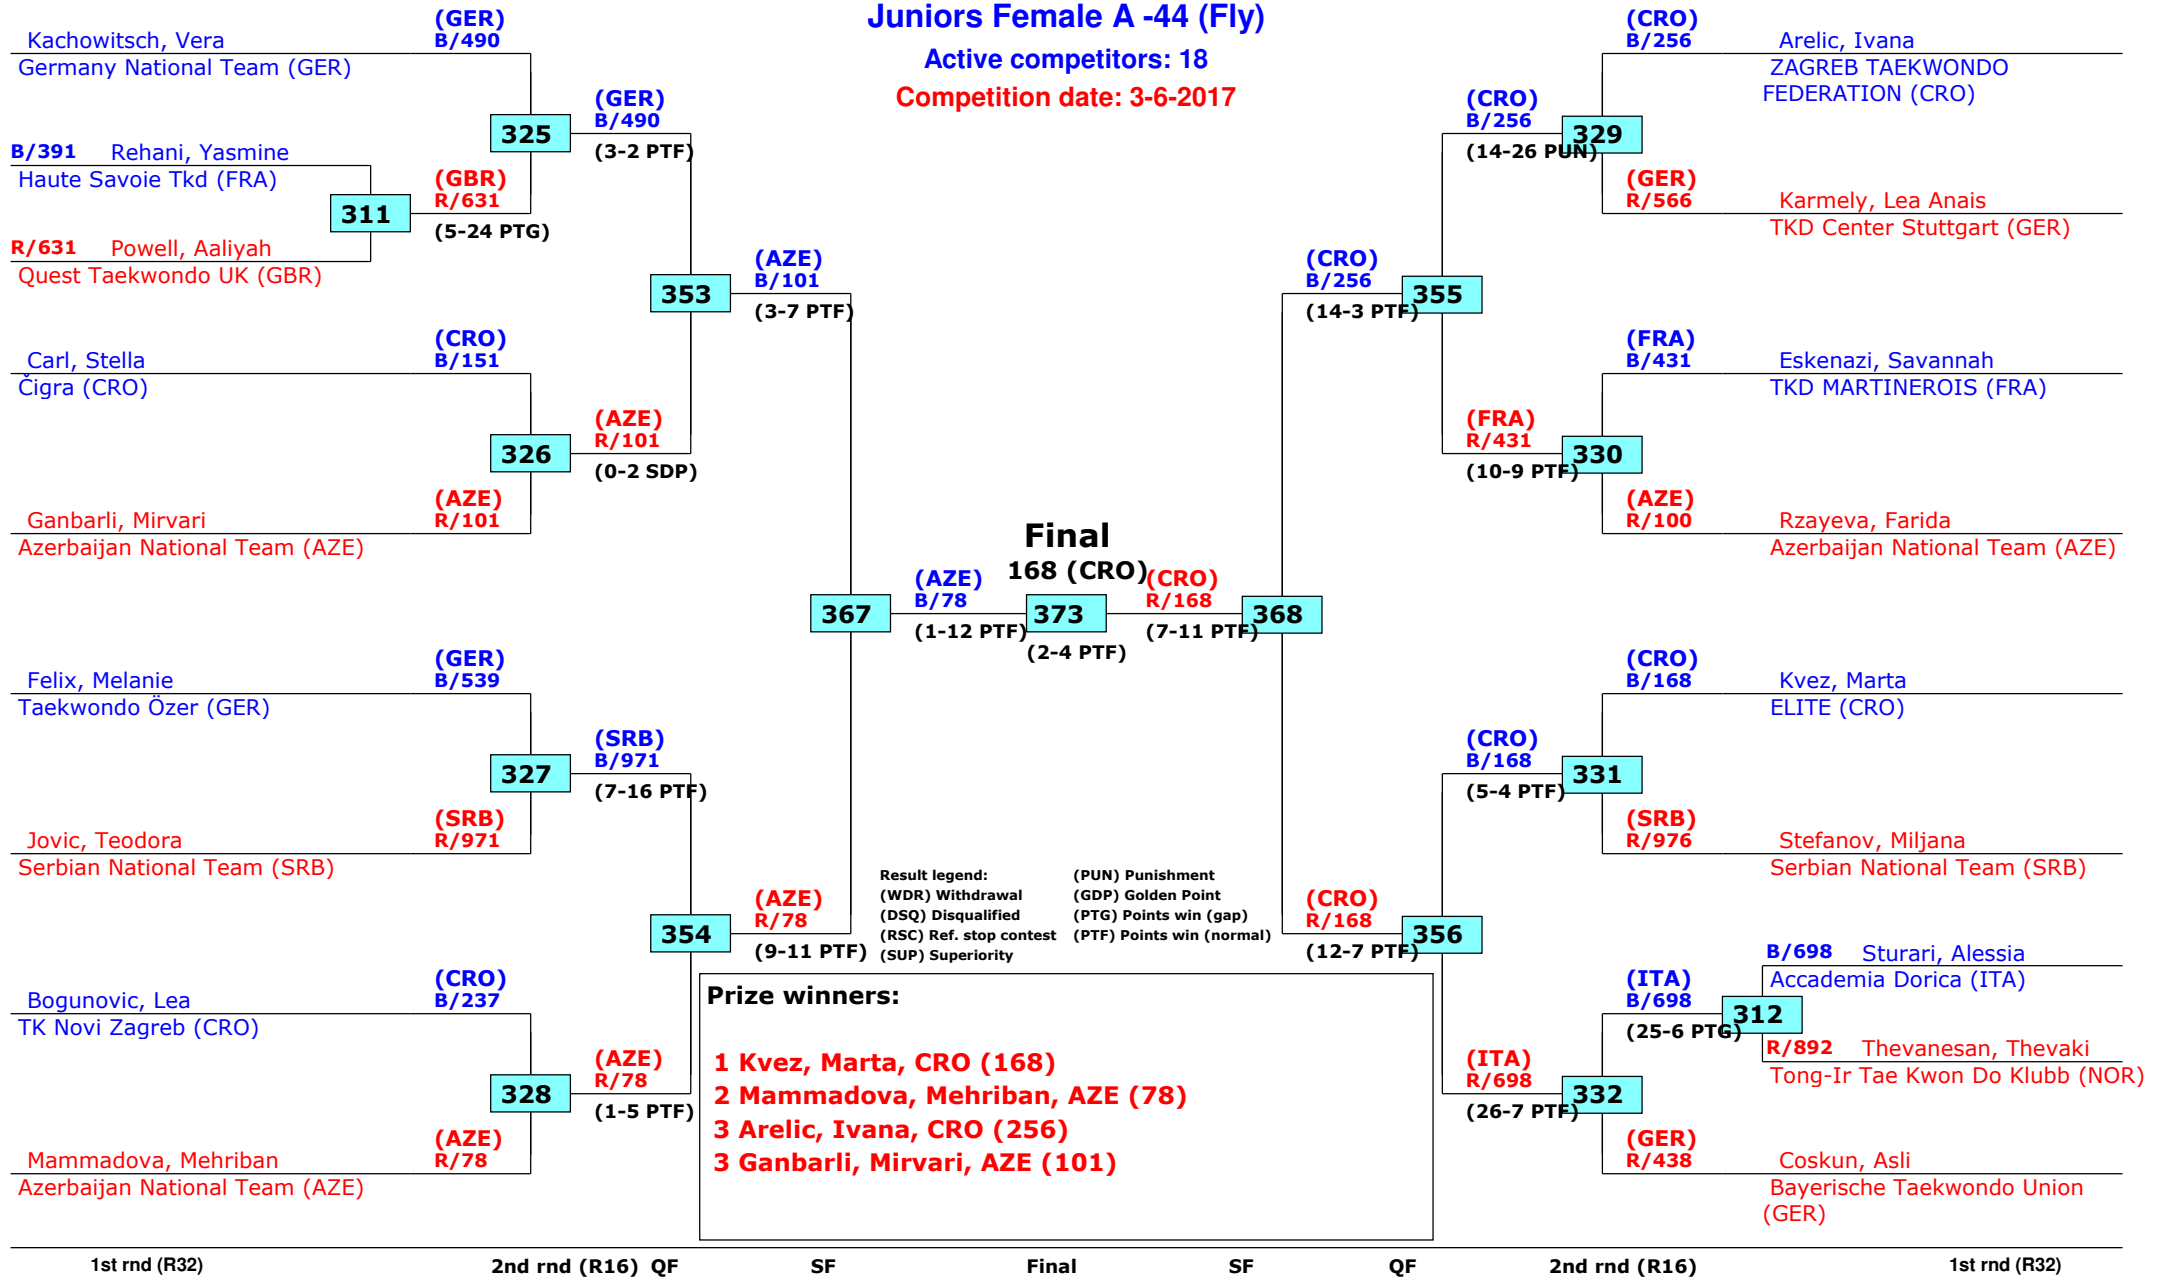 Juniors Female A -44 (Fly)
Active competitors: 18
Competition date: 3-6-2017
(GER)
B/490
Kachowitsch, Vera
Germany National Team (GER)
325
(GER)
B/490
(3-2 PTF)
B/391 Rehani, Yasmine
Haute Savoie Tkd (FRA)
311
(GBR)
R/631
(5-24 PTG)
R/631 Powell, Aaliyah
Quest Taekwondo UK (GBR)
353
(AZE)
B/101
(3-7 PTF)
(CRO)
B/151
Carl, Stella
Čigra (CRO)
326
(AZE)
R/101
(0-2 SDP)
(AZE)
R/101
Ganbarli, Mirvari
Azerbaijan National Team (AZE)
367
(AZE)
B/78
(1-12 PTF)
Final
168 (CRO)
373
(2-4 PTF)
(CRO)
R/168
(7-11 PTF)
368
(GER)
B/539
Felix, Melanie
Taekwondo Özer (GER)
327
(SRB)
B/971
(7-16 PTF)
(SRB)
R/971
Jovic, Teodora
Serbian National Team (SRB)
354
(AZE)
R/78
(9-11 PTF)
(CRO)
B/237
Bogunovic, Lea
TK Novi Zagreb (CRO)
328
(AZE)
R/78
(1-5 PTF)
(AZE)
R/78
Mammadova, Mehriban
Azerbaijan National Team (AZE)
(CRO)
B/256
Arelic, Ivana
ZAGREB TAEKWONDO
FEDERATION (CRO)
(CRO)
B/256
(14-26 PUN)
329
(GER)
R/566
Karmely, Lea Anais
TKD Center Stuttgart (GER)
(CRO)
B/256
(14-3 PTF)
355
(FRA)
B/431
Eskenazi, Savannah
TKD MARTINEROIS (FRA)
(FRA)
R/431
(10-9 PTF)
330
(AZE)
R/100
Rzayeva, Farida
Azerbaijan National Team (AZE)
(CRO)
B/168
Kvez, Marta
ELITE (CRO)
(CRO)
B/168
(5-4 PTF)
331
(SRB)
R/976
Stefanov, Miljana
Serbian National Team (SRB)
(CRO)
R/168
(12-7 PTF)
356
B/698 Sturari, Alessia
Accademia Dorica (ITA)
(ITA)
B/698
(25-6 PTG)
312
R/892 Thevanesan, Thevaki
Tong-Ir Tae Kwon Do Klubb (NOR)
(ITA)
R/698
(26-7 PTF)
332
(GER)
R/438
Coskun, Asli
Bayerische Taekwondo Union
(GER)
Result legend: (PUN) Punishment
(WDR) Withdrawal (GDP) Golden Point
(DSQ) Disqualified (PTG) Points win (gap)
(RSC) Ref. stop contest (PTF) Points win (normal)
(SUP) Superiority
Prize winners:
1 Kvez, Marta, CRO (168)
2 Mammadova, Mehriban, AZE (78)
3 Arelic, Ivana, CRO (256)
3 Ganbarli, Mirvari, AZE (101)
1st rnd (R32) 2nd rnd (R16) QF SF Final SF QF 2nd rnd (R16) 1st rnd (R32)